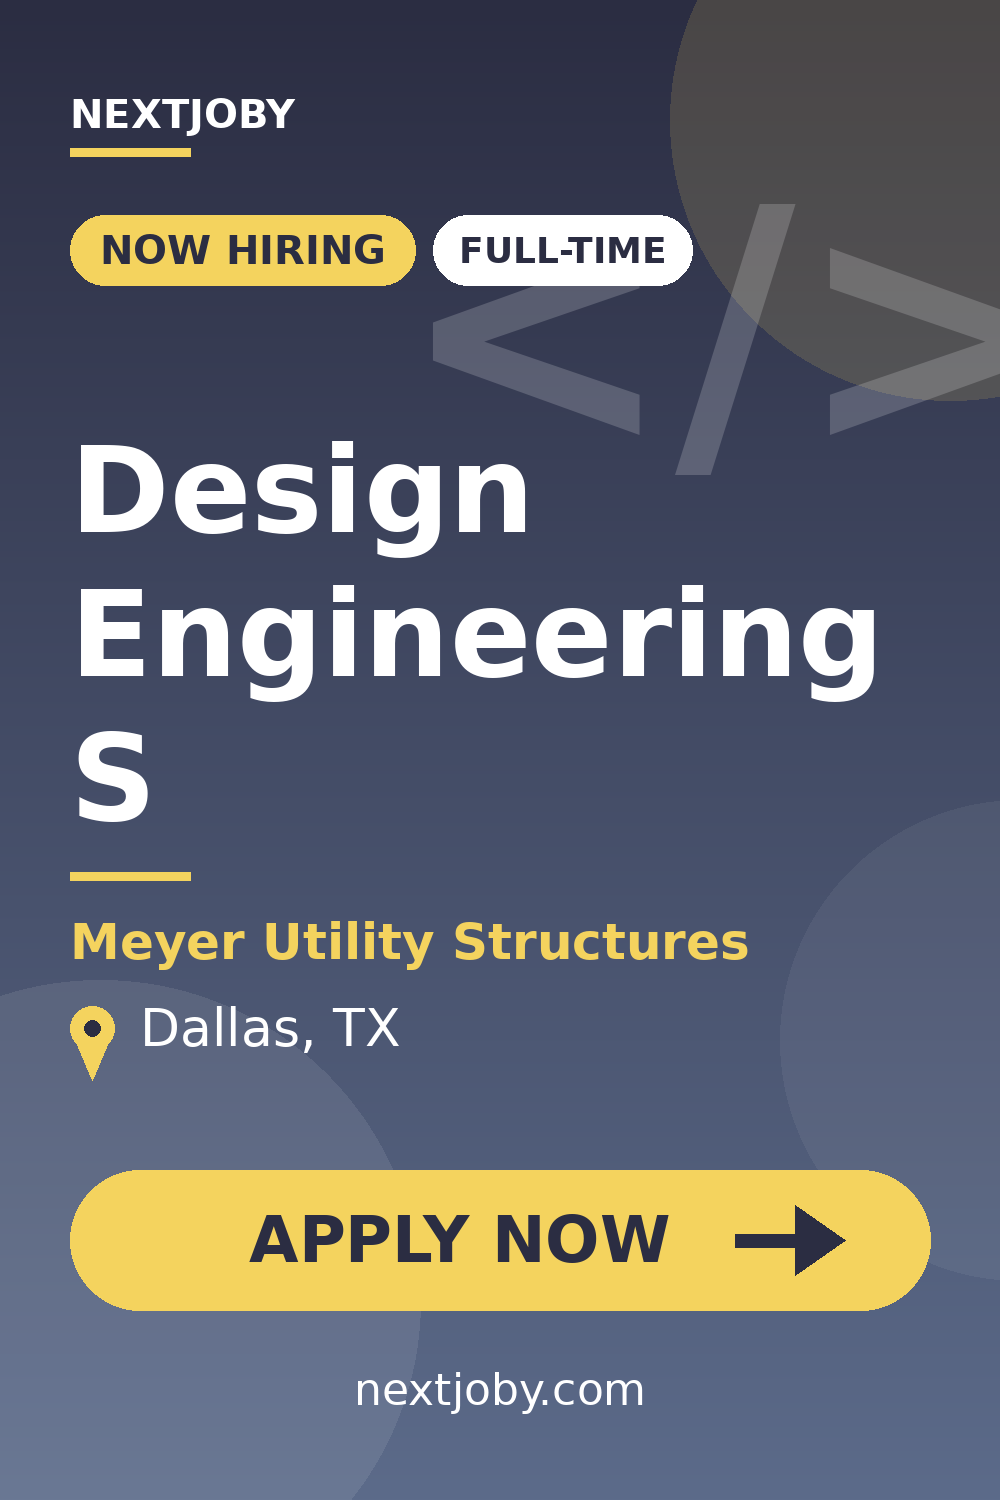 NEXTJOBY
NOW HIRING
FULL-TIME
</>
Design
Engineering
S
Meyer Utility Structures
Dallas, TX
APPLY NOW
nextjoby.com